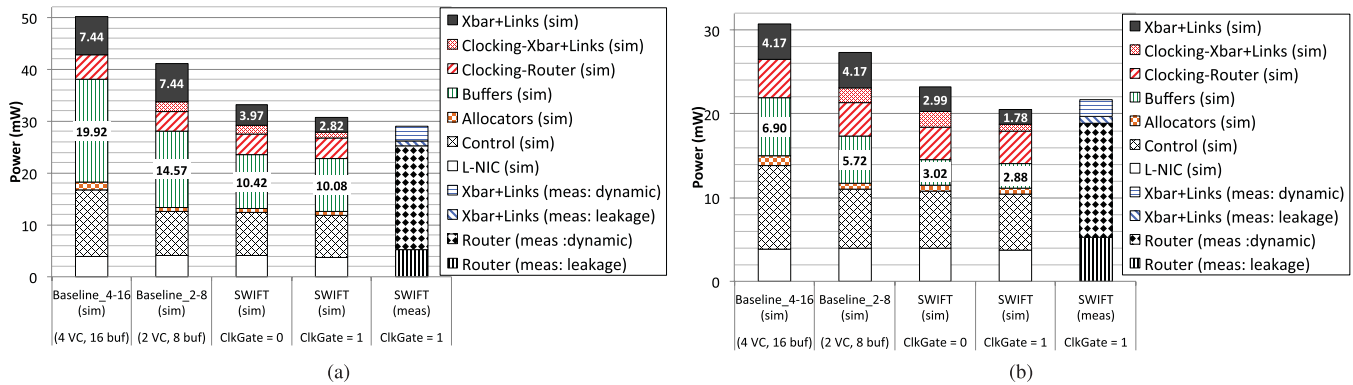 50
40
30
20
10
0
Power (mW)
7.44
19.92
7.44
14.57
3.97
10.42
2.82
10.08
Baseline_4-16
(sim)
(4 VC, 16 buf)
Baseline_2-8
(sim)
(2 VC, 8 buf)
SWIFT
(sim)
ClkGate = 0
SWIFT
(sim)
ClkGate = 1
SWIFT
(meas)
ClkGate = 1
Xbar+Links (sim)
Clocking-Xbar+Links (sim)
Clocking-Router (sim)
Buffers (sim)
Allocators (sim)
Control (sim)
L-NIC (sim)
Xbar+Links (meas: dynamic)
Xbar+Links (meas: leakage)
Router (meas :dynamic)
Router (meas: leakage)
(a)
30
20
10
0
Power (mW)
4.17
6.90
4.17
5.72
2.99
3.02
1.78
2.88
Baseline_4-16
(sim)
(4 VC, 16 buf)
Baseline_2-8
(sim)
(2 VC, 8 buf)
SWIFT
(sim)
ClkGate = 0
SWIFT
(sim)
ClkGate = 1
SWIFT
(meas)
ClkGate = 1
Xbar+Links (sim)
Clocking-Xbar+Links (sim)
Clocking-Router (sim)
Buffers (sim)
Allocators (sim)
Control (sim)
L-NIC (sim)
Xbar+Links (meas: dynamic)
Xbar+Links (meas: leakage)
Router (meas :dynamic)
Router (meas: leakage)
(b)